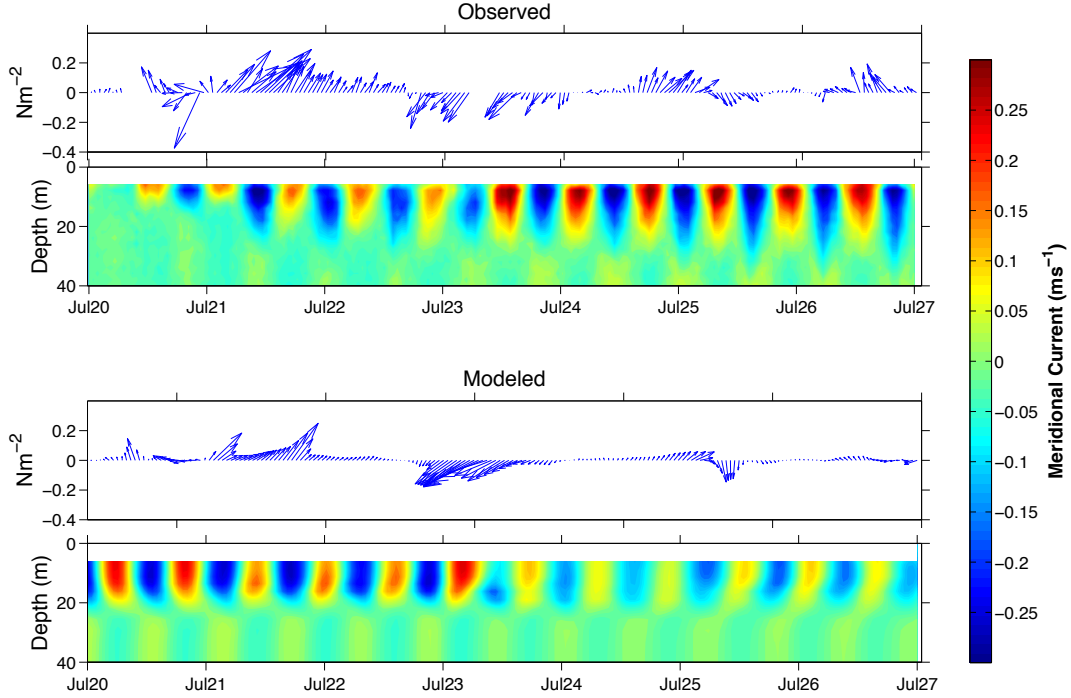 Observed
Nm⁻²
0.2
0
−0.2
−0.4
Depth (m)
0
20
40
Jul20 Jul21 Jul22 Jul23 Jul24 Jul25 Jul26 Jul27
Modeled
Nm⁻²
0.2
0
−0.2
−0.4
Depth (m)
0
20
40
Jul20 Jul21 Jul22 Jul23 Jul24 Jul25 Jul26 Jul27
0.25
0.2
0.15
0.1
0.05
0
−0.05
−0.1
−0.15
−0.2
−0.25
Meridional Current (ms⁻¹)